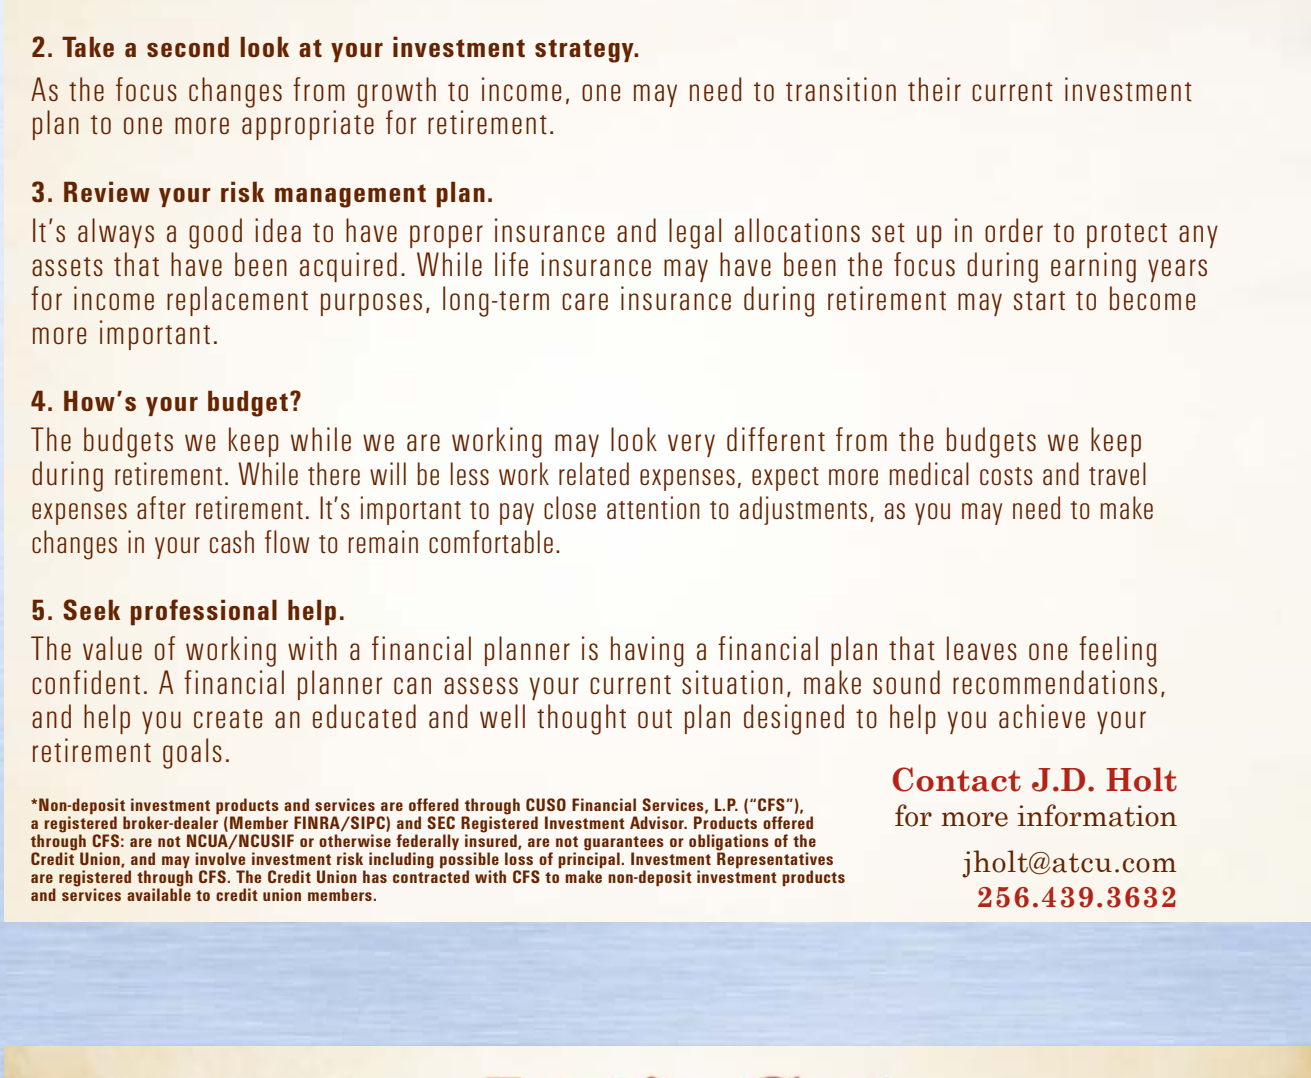 2. Take a second look at your investment strategy.
As the focus changes from growth to income, one may need to transition their current investment
plan to one more appropriate for retirement.
3. Review your risk management plan.
It's always a good idea to have proper insurance and legal allocations set up in order to protect any
assets that have been acquired. While life insurance may have been the focus during earning years
for income replacement purposes, long-term care insurance during retirement may start to become
more important.
4. How's your budget?
The budgets we keep while we are working may look very different from the budgets we keep
during retirement. While there will be less work related expenses, expect more medical costs and travel
expenses after retirement. It's important to pay close attention to adjustments, as you may need to make
changes in your cash flow to remain comfortable.
5. Seek professional help.
The value of working with a financial planner is having a financial plan that leaves one feeling
confident. A financial planner can assess your current situation, make sound recommendations,
and help you create an educated and well thought out plan designed to help you achieve your
retirement goals.
*Non-deposit investment products and services are offered through CUSO Financial Services, L.P. ("CFS"),
a registered broker-dealer (Member FINRA/SIPC) and SEC Registered Investment Advisor. Products offered
through CFS: are not NCUA/NCUSIF or otherwise federally insured, are not guarantees or obligations of the
Credit Union, and may involve investment risk including possible loss of principal. Investment Representatives
are registered through CFS. The Credit Union has contracted with CFS to make non-deposit investment products
and services available to credit union members.
Contact J.D. Holt
for more information
jholt@atcu.com
256.439.3632